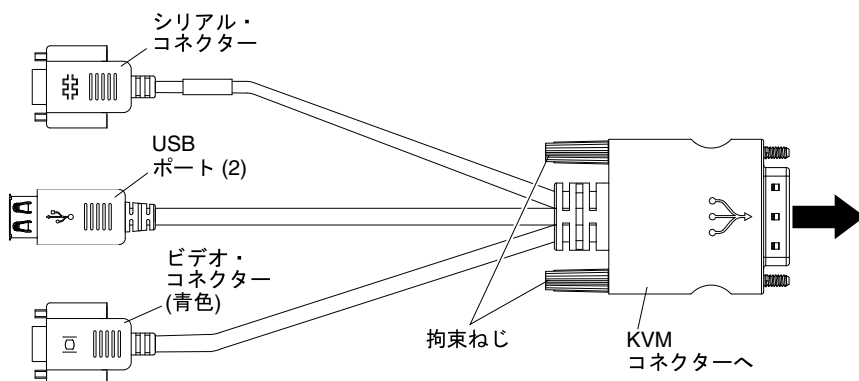 シリアル・
コネクター
USB
ポート (2)
ビデオ・
コネクター
(青色)
拘束ねじ
KVM
コネクターへ